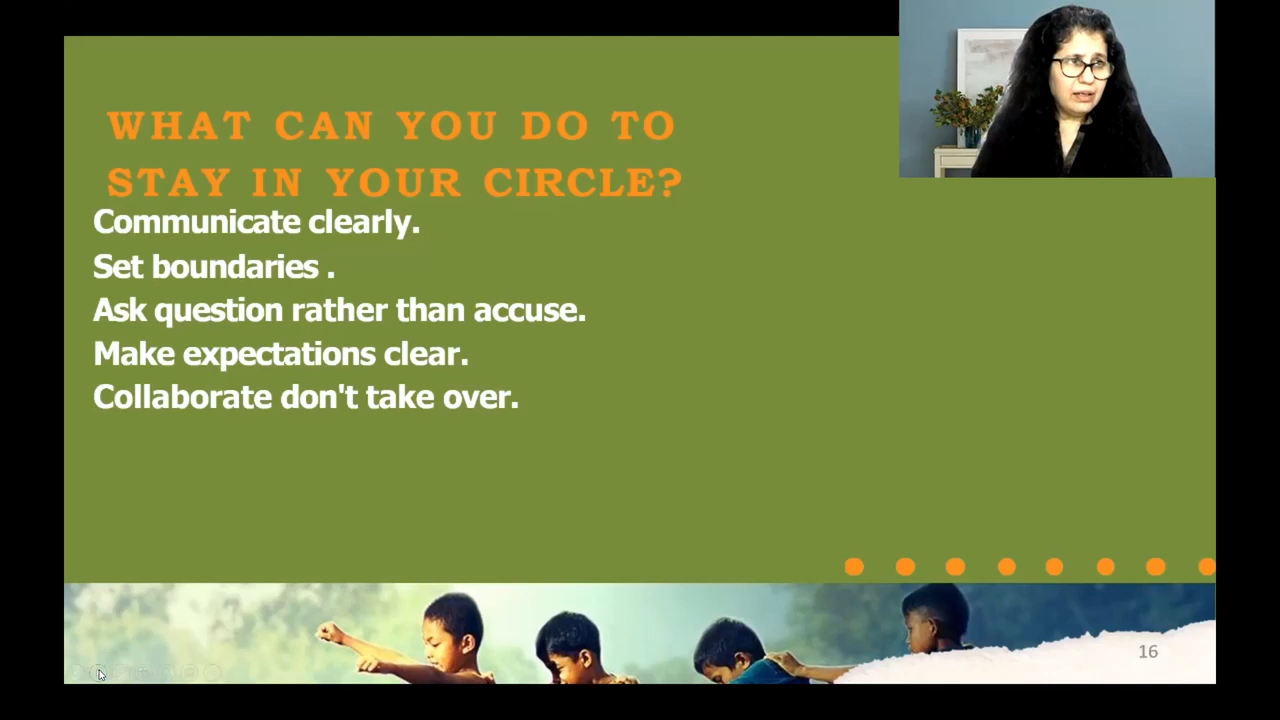 WHAT CAN YOU DO TO
STAY IN YOUR CIRCLE?
Communicate clearly.
Set boundaries .
Ask question rather than accuse.
Make expectations clear.
Collaborate don't take over.
16